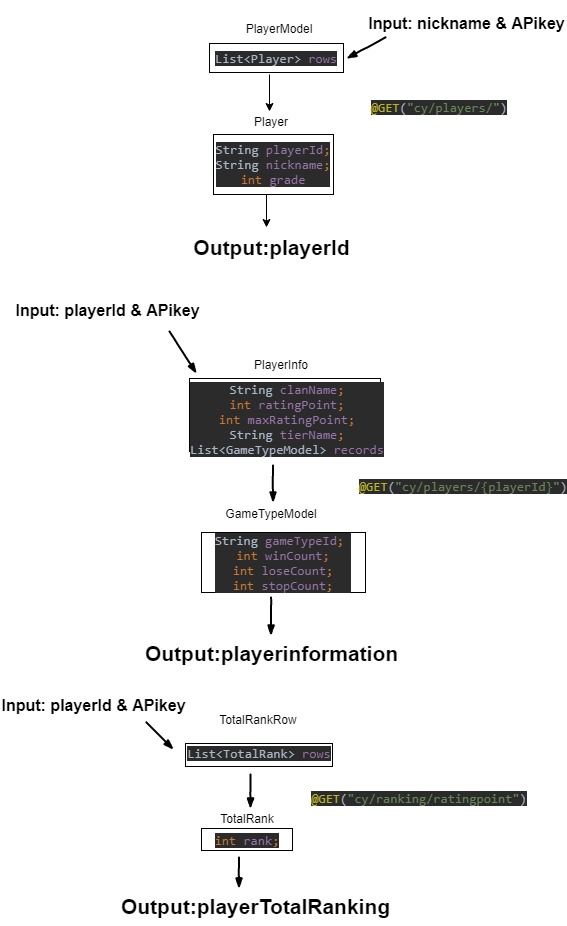 PlayerModel
Input: nickname & APikey
List<Player> rows
@GET("cy/players/")
Player
String playerId;
String nickname;
int grade
Output:playerId
Input: playerId & APikey
PlayerInfo
String clanName;
int ratingPoint;
int maxRatingPoint;
String tierName;
List<GameTypeModel> records
@GET("cy/players/{playerId}")
GameTypeModel
String gameTypeId;
int winCount;
int loseCount;
int stopCount;
Output:playerinformation
Input: playerId & APikey
TotalRankRow
List<TotalRank> rows
@GET("cy/ranking/ratingpoint")
TotalRank
int rank;
Output:playerTotalRanking